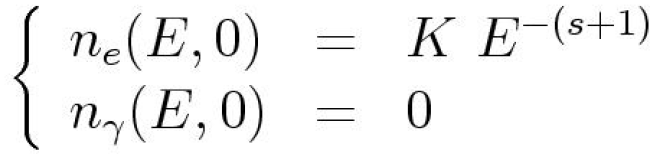 n_e(E, 0) = K E^{-(s+1)}
n_γ(E, 0) = 0